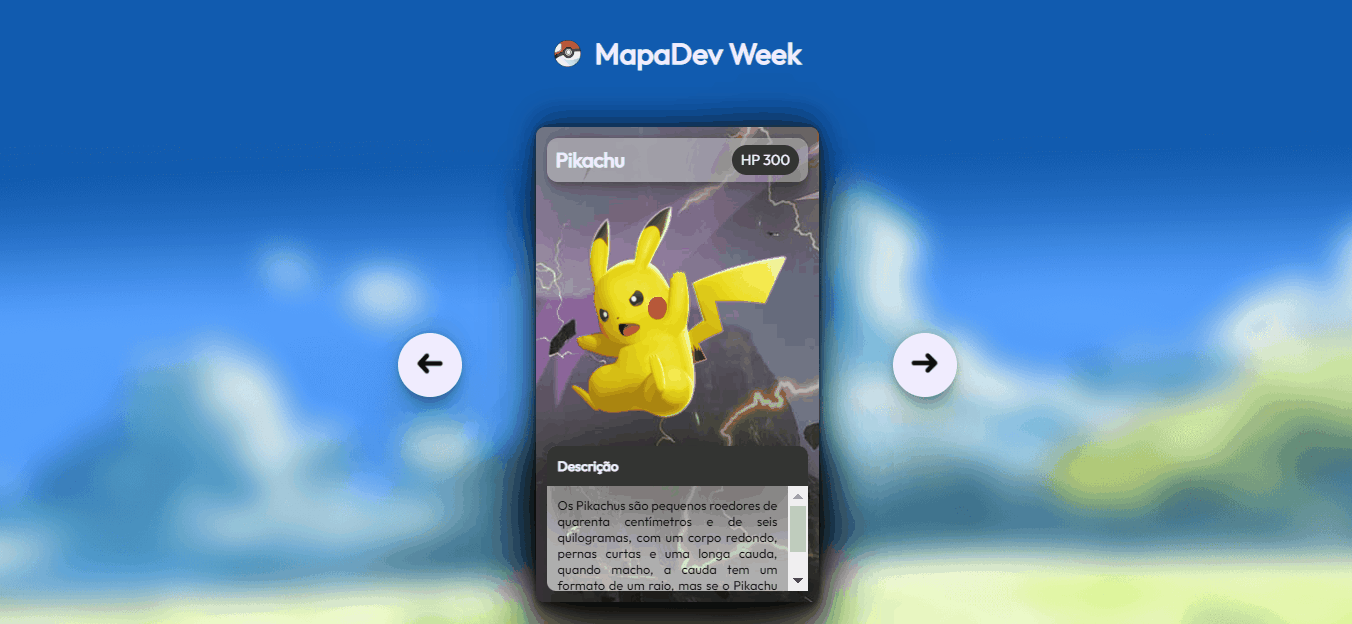 MapaDev Week
Pikachu
HP 300
Descrição
Os Pikachus são pequenos roedores de
quarenta centímetros e de seis
quilogramas, com um corpo redondo,
pernas curtas e uma longa cauda,
quando macho, a cauda tem um
formato de um raio, mas se o Pikachu